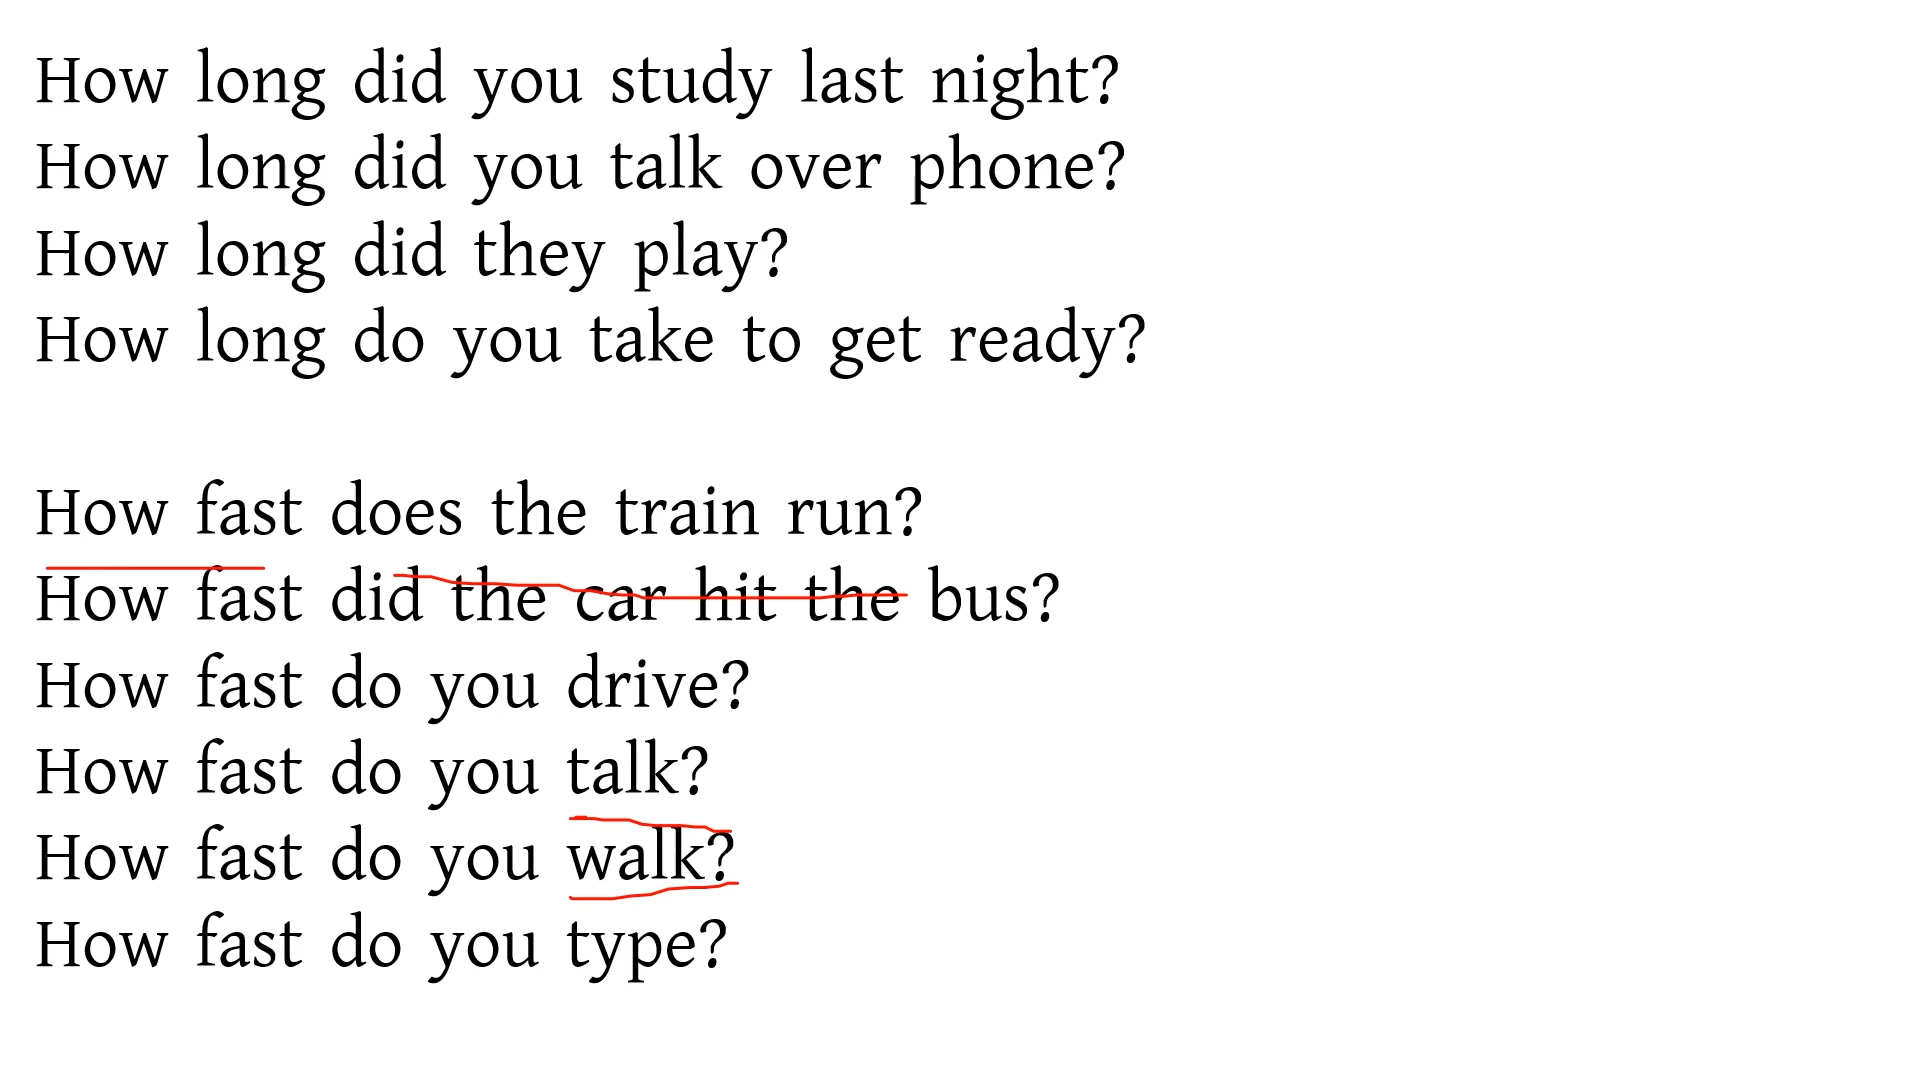 How long did you study last night?
How long did you talk over phone?
How long did they play?
How long do you take to get ready?
How fast does the train run?
How fast did the car hit the bus?
How fast do you drive?
How fast do you talk?
How fast do you walk?
How fast do you type?